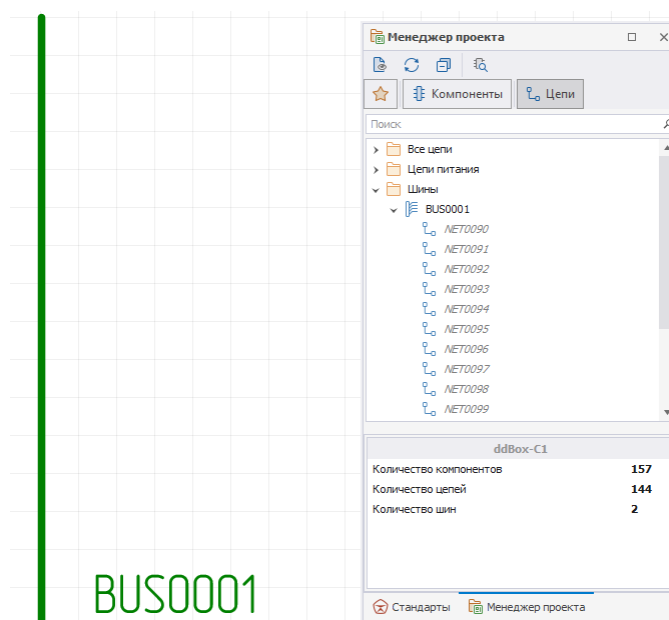 Менеджер проекта
Компоненты
Цепи
Поиск
Все цепи
Цепи питания
Шины
BUS0001
NET0090
NET0091
NET0092
NET0093
NET0094
NET0095
NET0096
NET0097
NET0098
NET0099
ddBox-C1
Количество компонентов 157
Количество цепей 144
Количество шин 2
BUS0001
Стандарты Менеджер проекта